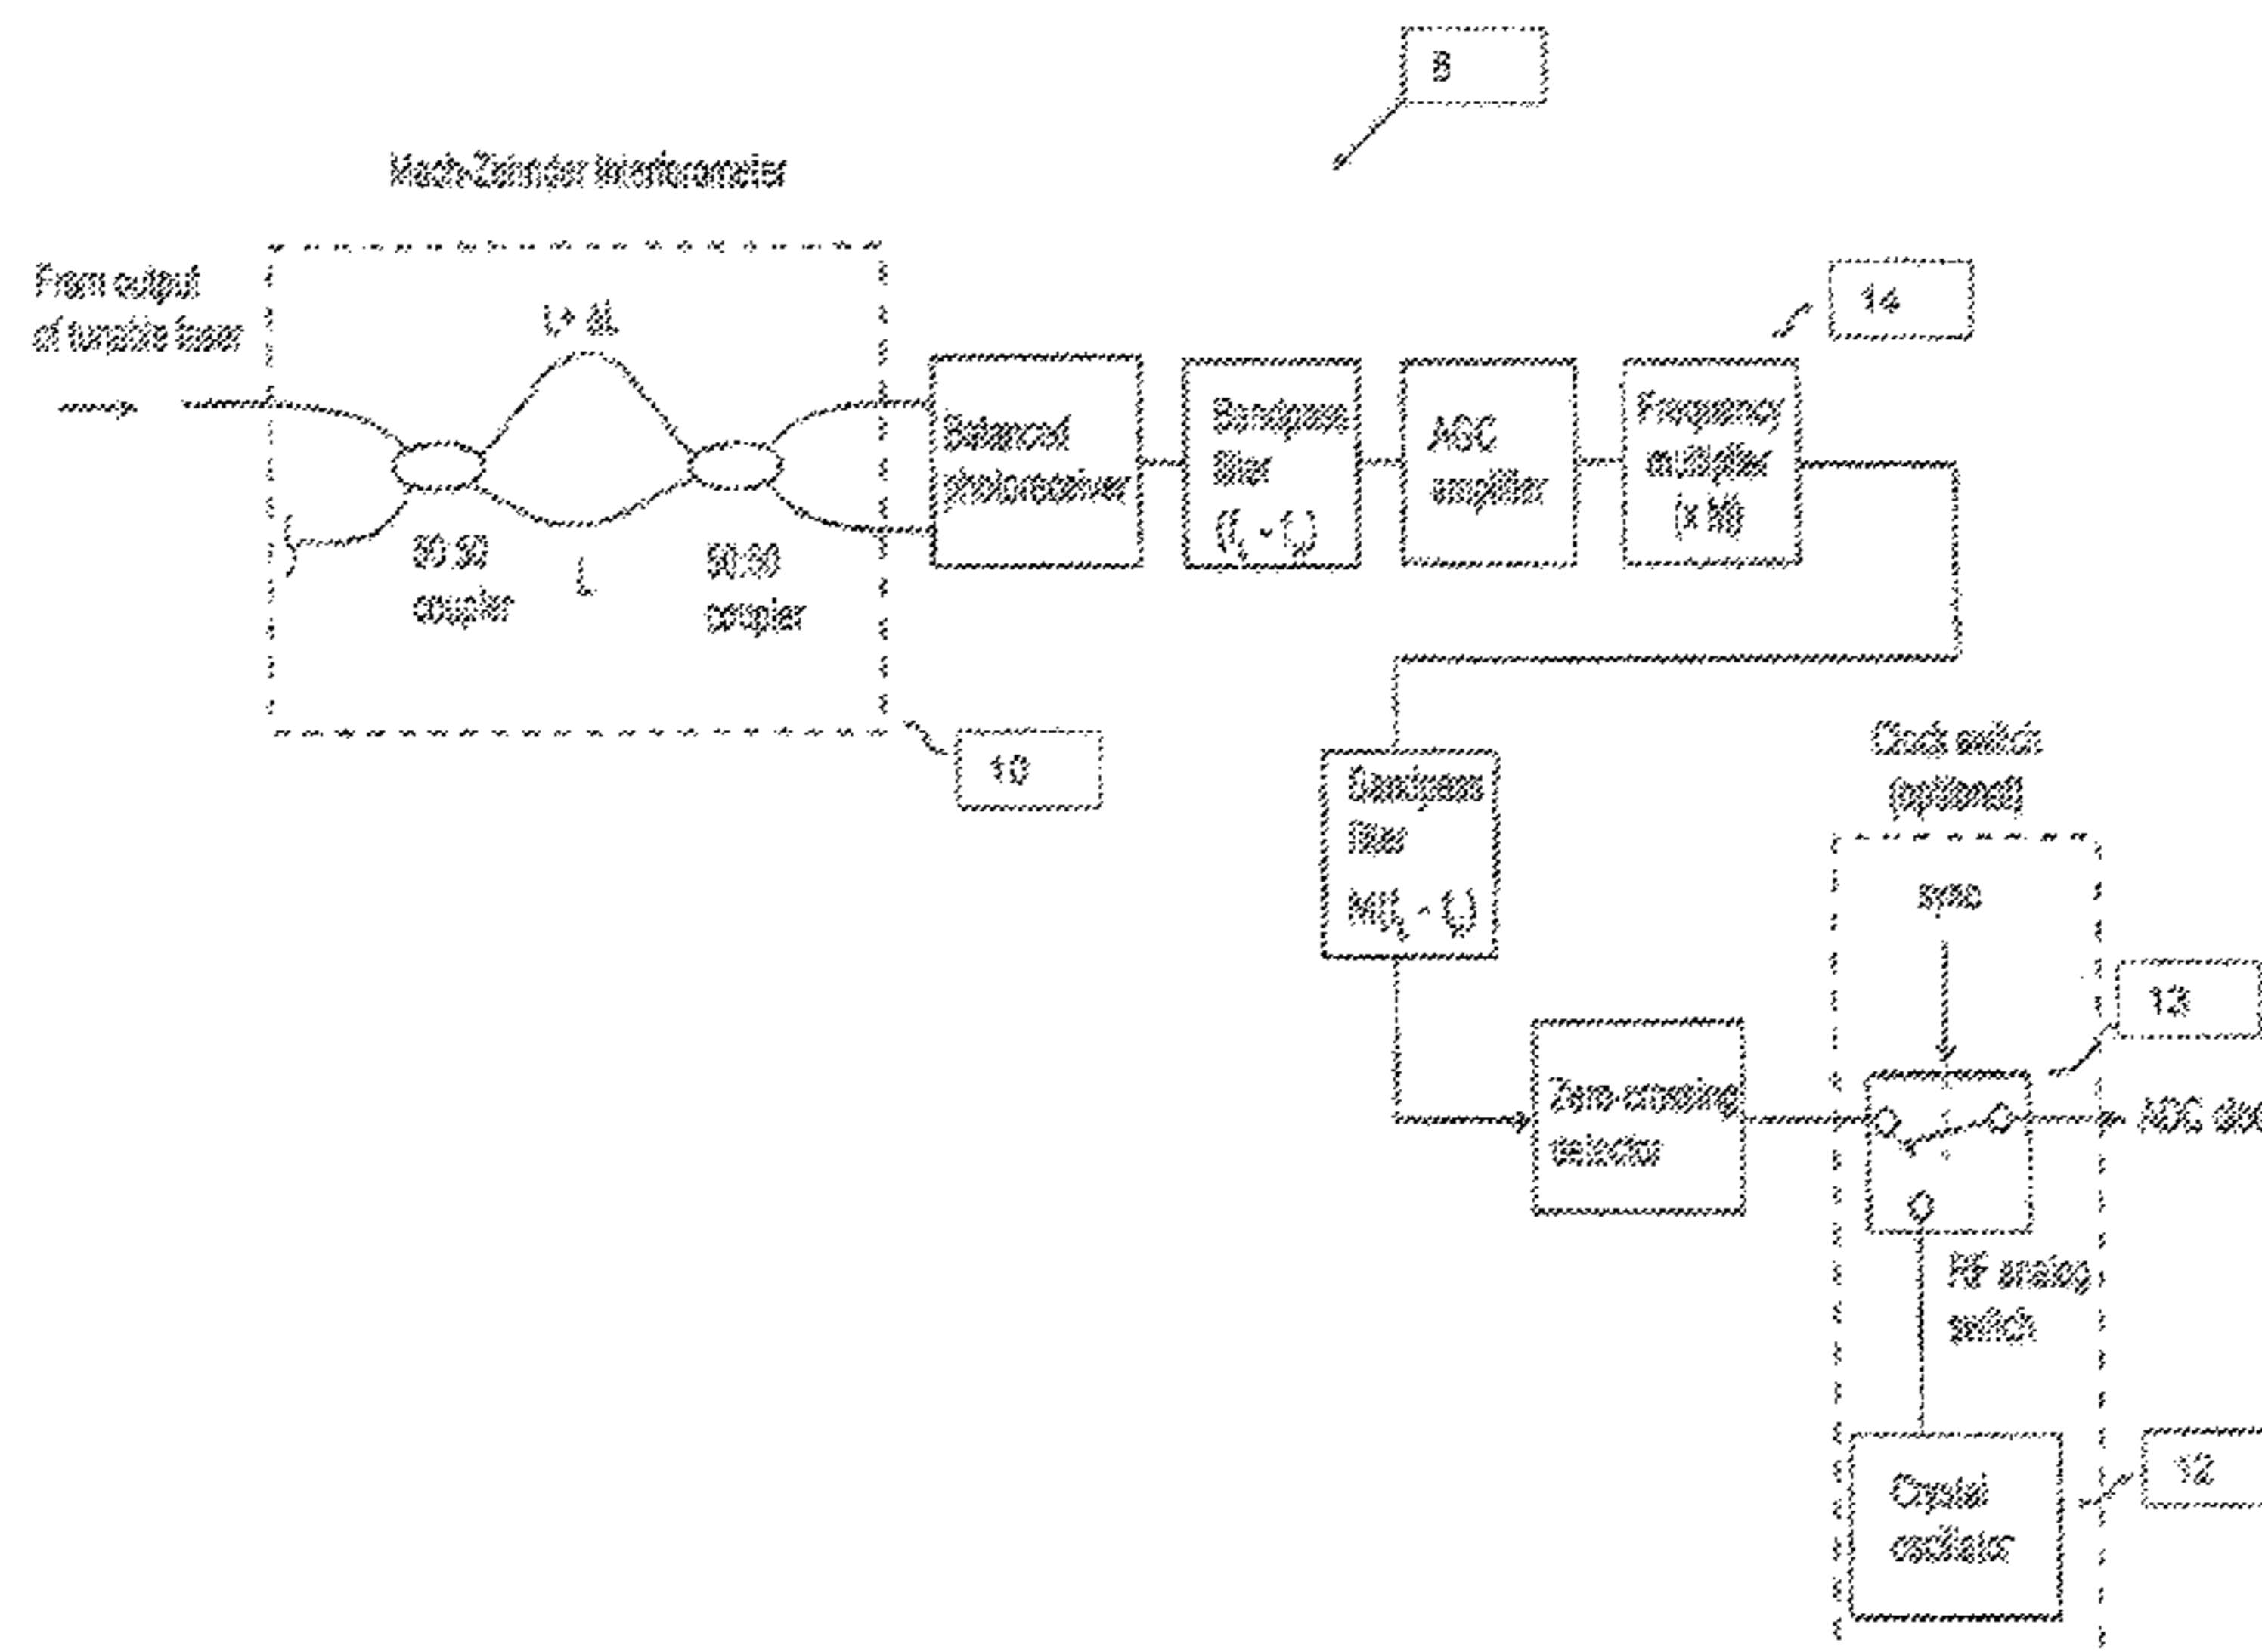 8
Mach-Zehnder Interferometer
From output
of tunable laser
L + ΔL
14
Balanced
photoreceiver
Bandpass
filter
AGC
amplifier
Frequency
multiplier
(x M)
50:50
coupler
L
50:50
coupler
10
Bandpass
filter
Clock switch
(optional)
sync
13
Zero-crossing
detector
ADC
RF analog
switch
Crystal
oscillator
12